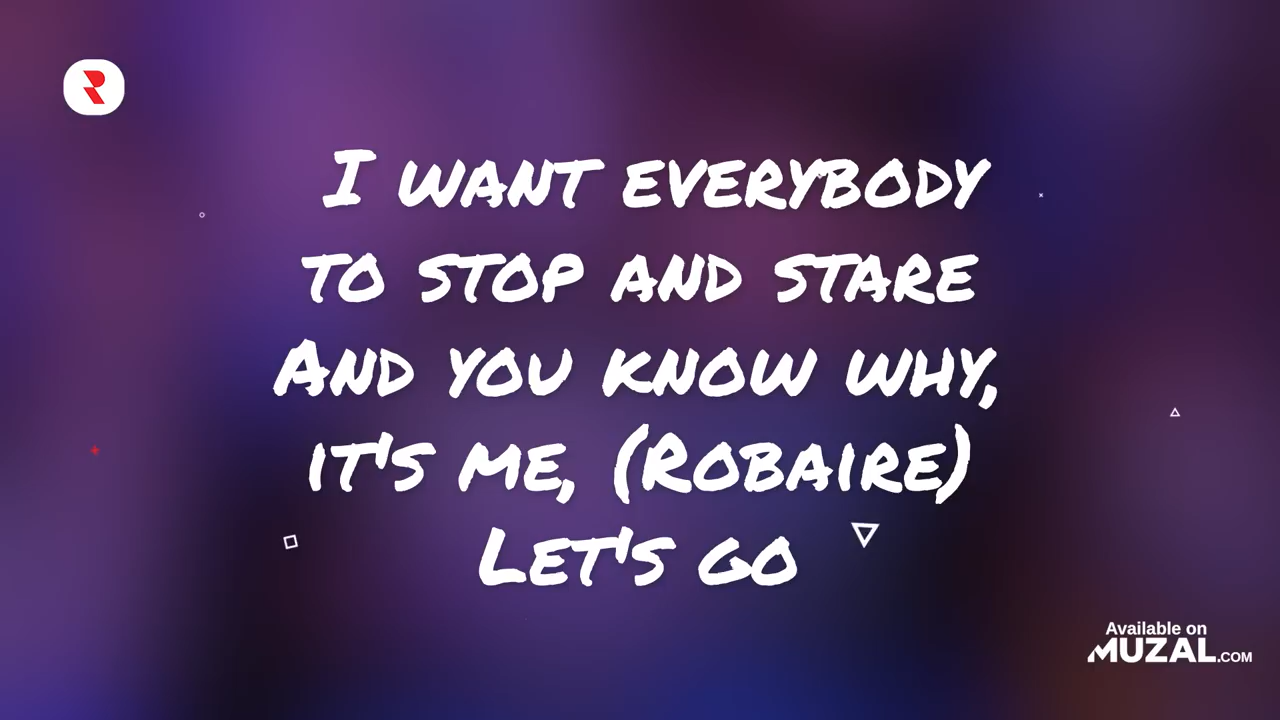 I WANT EVERYBODY
TO STOP AND STARE
AND YOU KNOW WHY,
IT'S ME, (ROBAIRE)
LET'S GO
Available on
MUZAL.COM